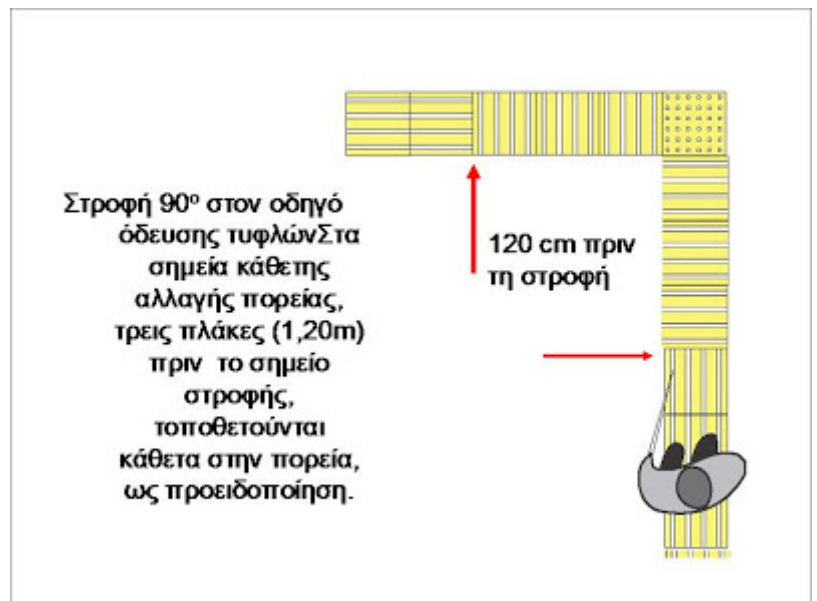 Στροφή 90º στον οδηγό
όδευσης τυφλώνΣτα
σημεία κάθετης
αλλαγής πορείας,
τρεις πλάκες (1,20m)
πριν το σημείο
στροφής,
τοποθετούνται
κάθετα στην πορεία,
ως προειδοποίηση.
120 cm πριν
τη στροφή